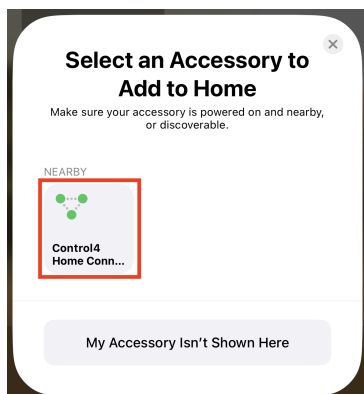 Select an Accessory to
Add to Home
Make sure your accessory is powered on and nearby,
or discoverable.
NEARBY
Control4
Home Conn...
My Accessory Isn't Shown Here